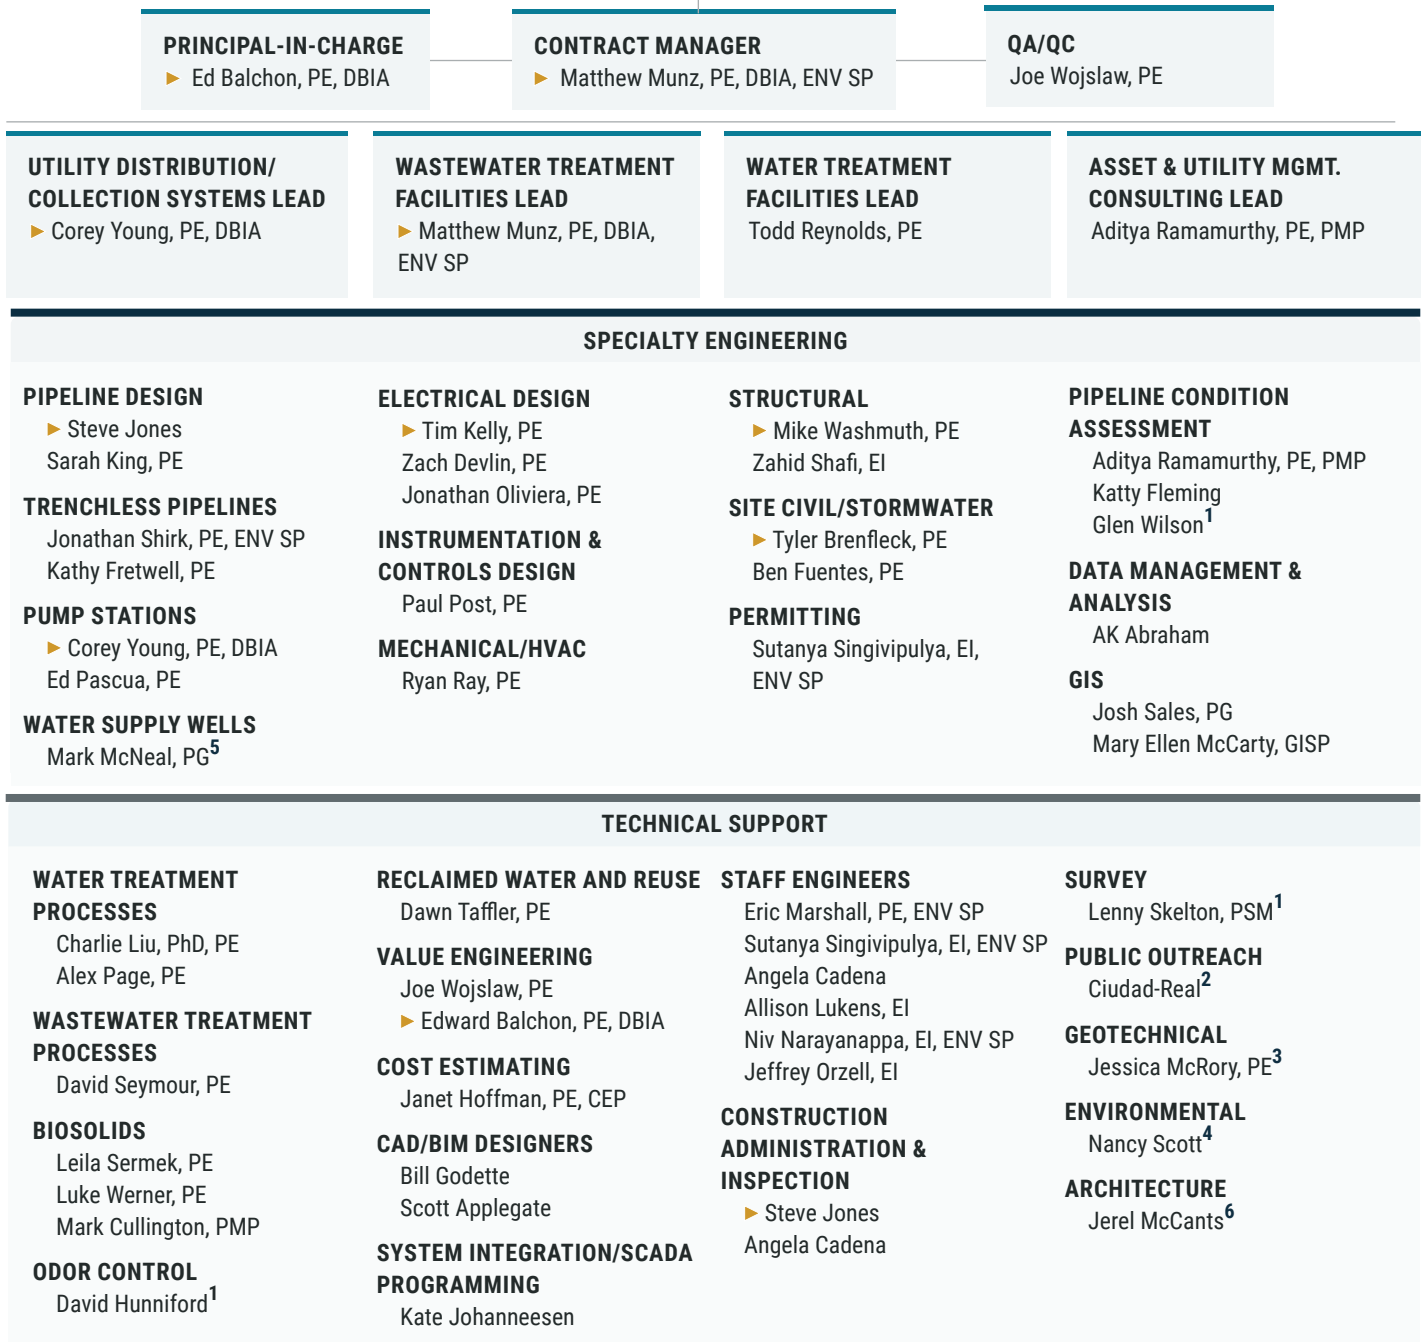 PRINCIPAL-IN-CHARGE
► Ed Balchon, PE, DBIA
CONTRACT MANAGER
► Matthew Munz, PE, DBIA, ENV SP
QA/QC
Joe Wojslaw, PE
UTILITY DISTRIBUTION/
COLLECTION SYSTEMS LEAD
► Corey Young, PE, DBIA
WASTEWATER TREATMENT
FACILITIES LEAD
► Matthew Munz, PE, DBIA,
ENV SP
WATER TREATMENT
FACILITIES LEAD
Todd Reynolds, PE
ASSET & UTILITY MGMT.
CONSULTING LEAD
Aditya Ramamurthy, PE, PMP
SPECIALTY ENGINEERING
PIPELINE DESIGN
► Steve Jones
Sarah King, PE
TRENCHLESS PIPELINES
Jonathan Shirk, PE, ENV SP
Kathy Fretwell, PE
PUMP STATIONS
► Corey Young, PE, DBIA
Ed Pascua, PE
WATER SUPPLY WELLS
Mark McNeal, PG5
ELECTRICAL DESIGN
► Tim Kelly, PE
Zach Devlin, PE
Jonathan Oliviera, PE
INSTRUMENTATION &
CONTROLS DESIGN
Paul Post, PE
MECHANICAL/HVAC
Ryan Ray, PE
STRUCTURAL
► Mike Washmuth, PE
Zahid Shafi, EI
SITE CIVIL/STORMWATER
► Tyler Brenfleck, PE
Ben Fuentes, PE
PERMITTING
Sutanya Singivipulya, EI,
ENV SP
PIPELINE CONDITION
ASSESSMENT
Aditya Ramamurthy, PE, PMP
Katty Fleming
Glen Wilson1
DATA MANAGEMENT &
ANALYSIS
AK Abraham
GIS
Josh Sales, PG
Mary Ellen McCarty, GISP
TECHNICAL SUPPORT
WATER TREATMENT
PROCESSES
Charlie Liu, PhD, PE
Alex Page, PE
WASTEWATER TREATMENT
PROCESSES
David Seymour, PE
BIOSOLIDS
Leila Sermek, PE
Luke Werner, PE
Mark Cullington, PMP
ODOR CONTROL
David Hunniford1
RECLAIMED WATER AND REUSE
Dawn Taffler, PE
VALUE ENGINEERING
Joe Wojslaw, PE
► Edward Balchon, PE, DBIA
COST ESTIMATING
Janet Hoffman, PE, CEP
CAD/BIM DESIGNERS
Bill Godette
Scott Applegate
SYSTEM INTEGRATION/SCADA
PROGRAMMING
Kate Johanneesen
STAFF ENGINEERS
Eric Marshall, PE, ENV SP
Sutanya Singivipulya, EI, ENV SP
Angela Cadena
Allison Lukens, EI
Niv Narayanappa, EI, ENV SP
Jeffrey Orzell, EI
CONSTRUCTION
ADMINISTRATION &
INSPECTION
► Steve Jones
Angela Cadena
SURVEY
Lenny Skelton, PSM1
PUBLIC OUTREACH
Ciudad-Real2
GEOTECHNICAL
Jessica McRory, PE3
ENVIRONMENTAL
Nancy Scott4
ARCHITECTURE
Jerel McCants6